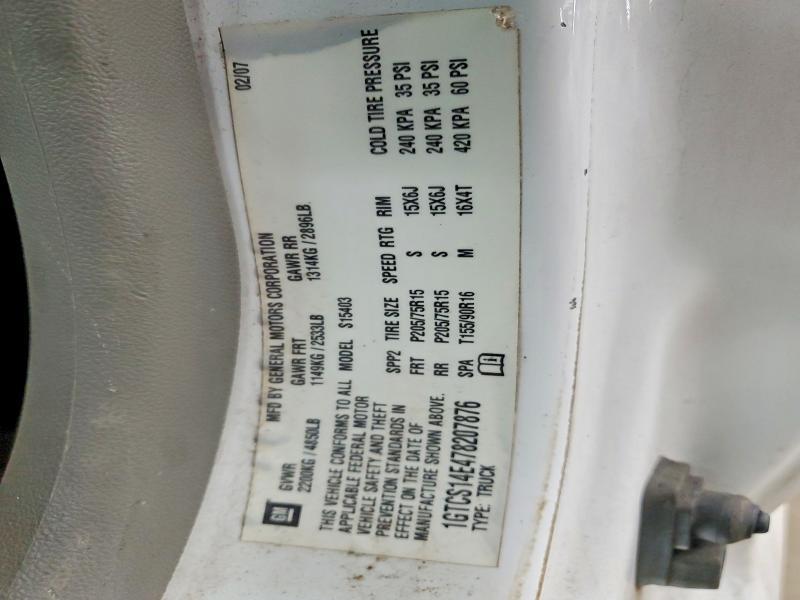 GM
02/07
MFD BY GENERAL MOTORS CORPORATION
GVWR GAWR FRT GAWR RR
2200KG / 4850LB 1149KG / 2533LB 1314KG / 2896LB
THIS VEHICLE CONFORMS TO ALL
APPLICABLE FEDERAL MOTOR
VEHICLE SAFETY AND THEFT
PREVENTION STANDARDS IN
EFFECT ON THE DATE OF
MANUFACTURE SHOWN ABOVE.
1GTCS14E478207876
TYPE: TRUCK
MODEL S15403
COLD TIRE PRESSURE
SPP2 TIRE SIZE SPEED RTG RIM
FRT P205/75R15 S 15X6J 240 KPA 35 PSI
RR P205/75R15 S 15X6J 240 KPA 35 PSI
SPA T155/90R16 M 16X4T 420 KPA 60 PSI